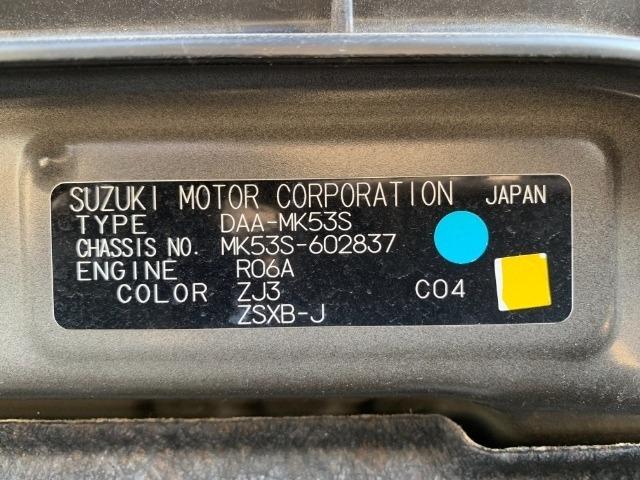 SUZUKI MOTOR CORPORATION JAPAN
TYPE DAA-MK53S
CHASSIS NO. MK53S-602837
ENGINE R06A
COLOR ZJ3 C04
ZSXB-J